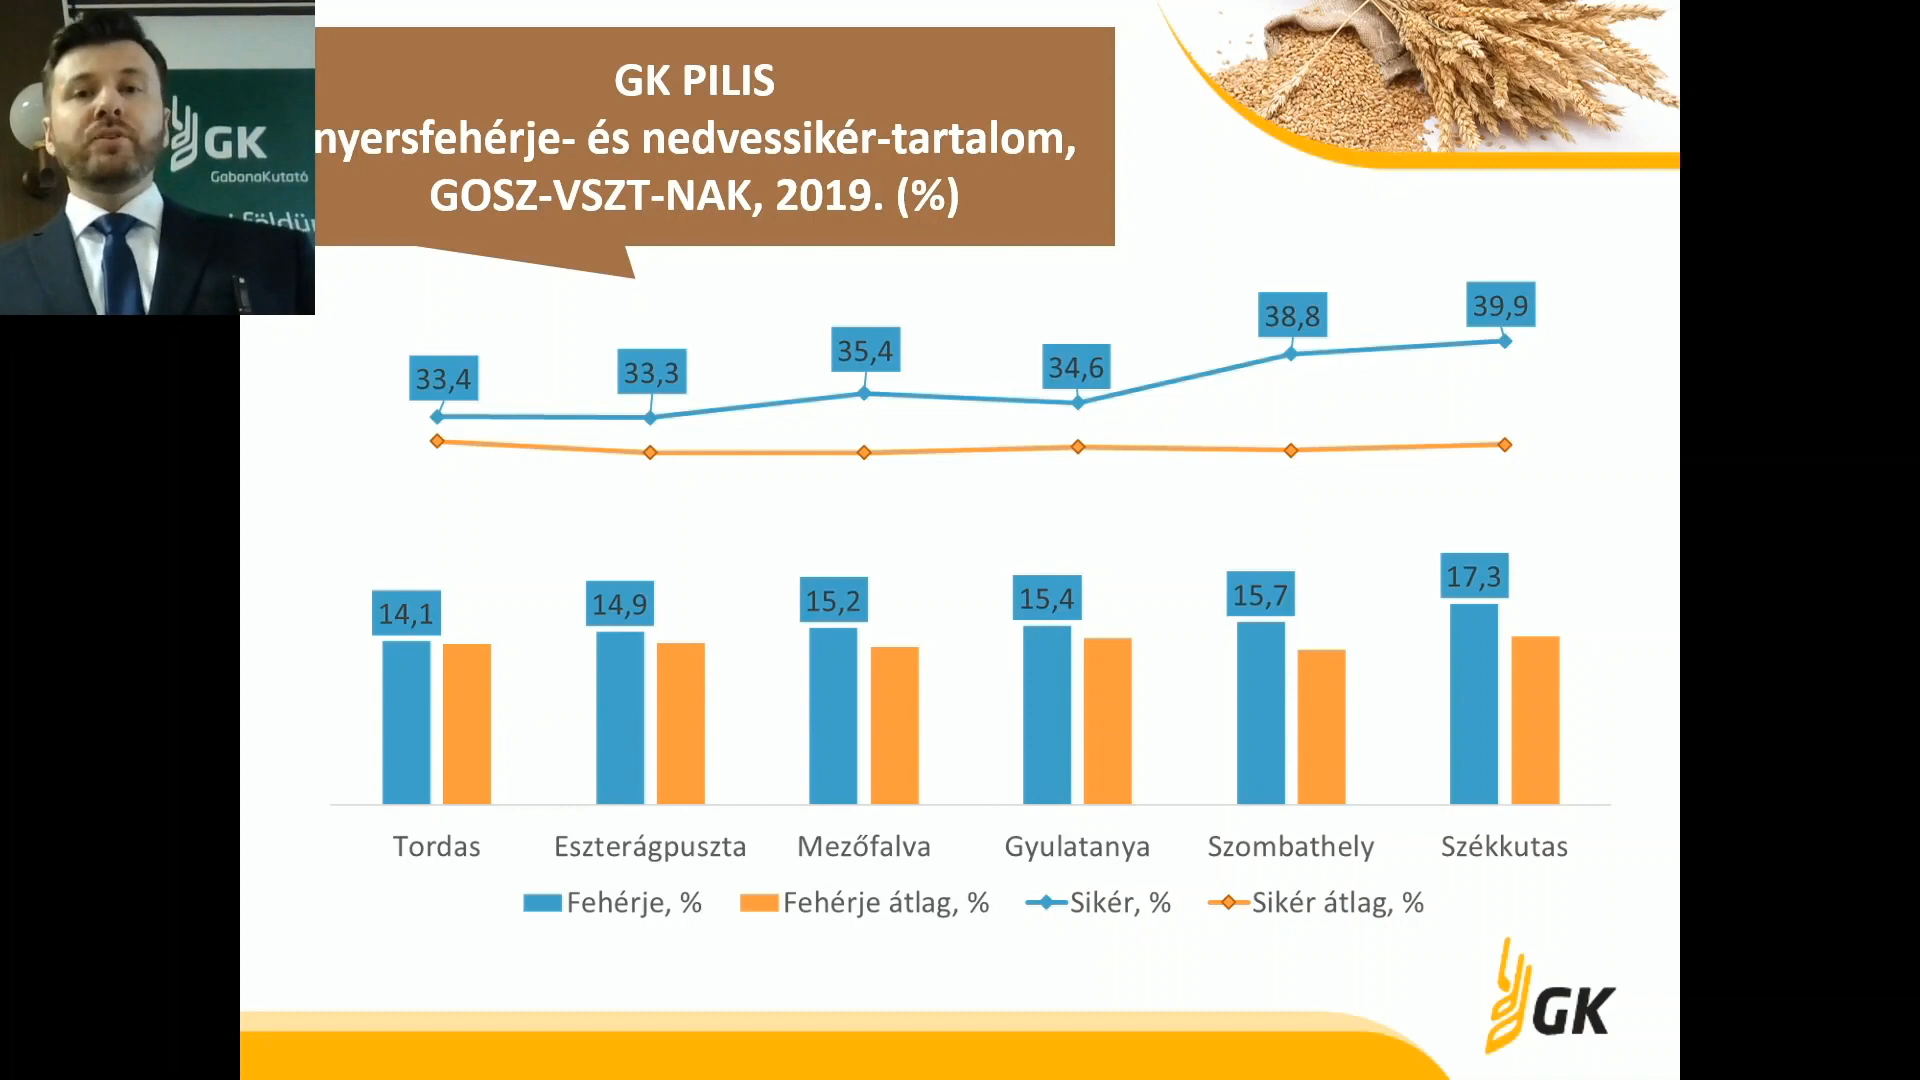 GK
GabonaKutató
GK PILIS
nyersfehérje- és nedvessikér-tartalom,
GOSZ-VSZT-NAK, 2019. (%)
33,4
33,3
35,4
34,6
38,8
39,9
14,1
14,9
15,2
15,4
15,7
17,3
Tordas
Eszterágpuszta
Mezőfalva
Gyulatanya
Szombathely
Székkutas
Fehérje, %
Fehérje átlag, %
Sikér, %
Sikér átlag, %
GK